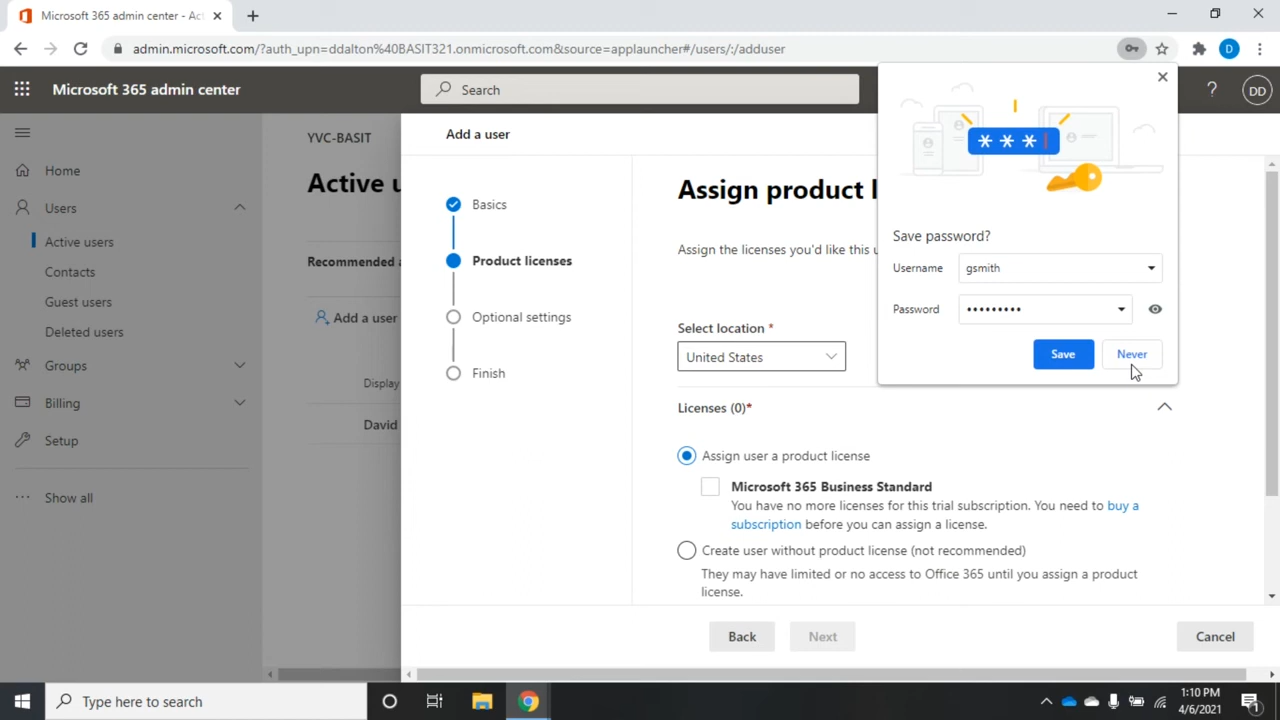 Microsoft 365 admin center - Act
admin.microsoft.com/?auth_upn=ddalton%40BASIT321.onmicrosoft.com&source=applauncher#/users/:/adduser
D
Microsoft 365 admin center
Search
?
DD
Home
Users
Active users
Contacts
Guest users
Deleted users
Groups
Billing
Setup
Show all
YVC-BASIT
Active u
Recommended a
Add a user
Display
David
Add a user
Basics
Product licenses
Optional settings
Finish
Assign product l
Assign the licenses you'd like this u
Select location *
United States
Licenses (0)*
Assign user a product license
Microsoft 365 Business Standard
You have no more licenses for this trial subscription. You need to buy a
subscription before you can assign a license.
Create user without product license (not recommended)
They may have limited or no access to Office 365 until you assign a product
license.
Back
Next
Cancel
* * *
Save password?
Username
gsmith
Password
•••••••••
Save
Never
Type here to search
1:10 PM
4/6/2021
1